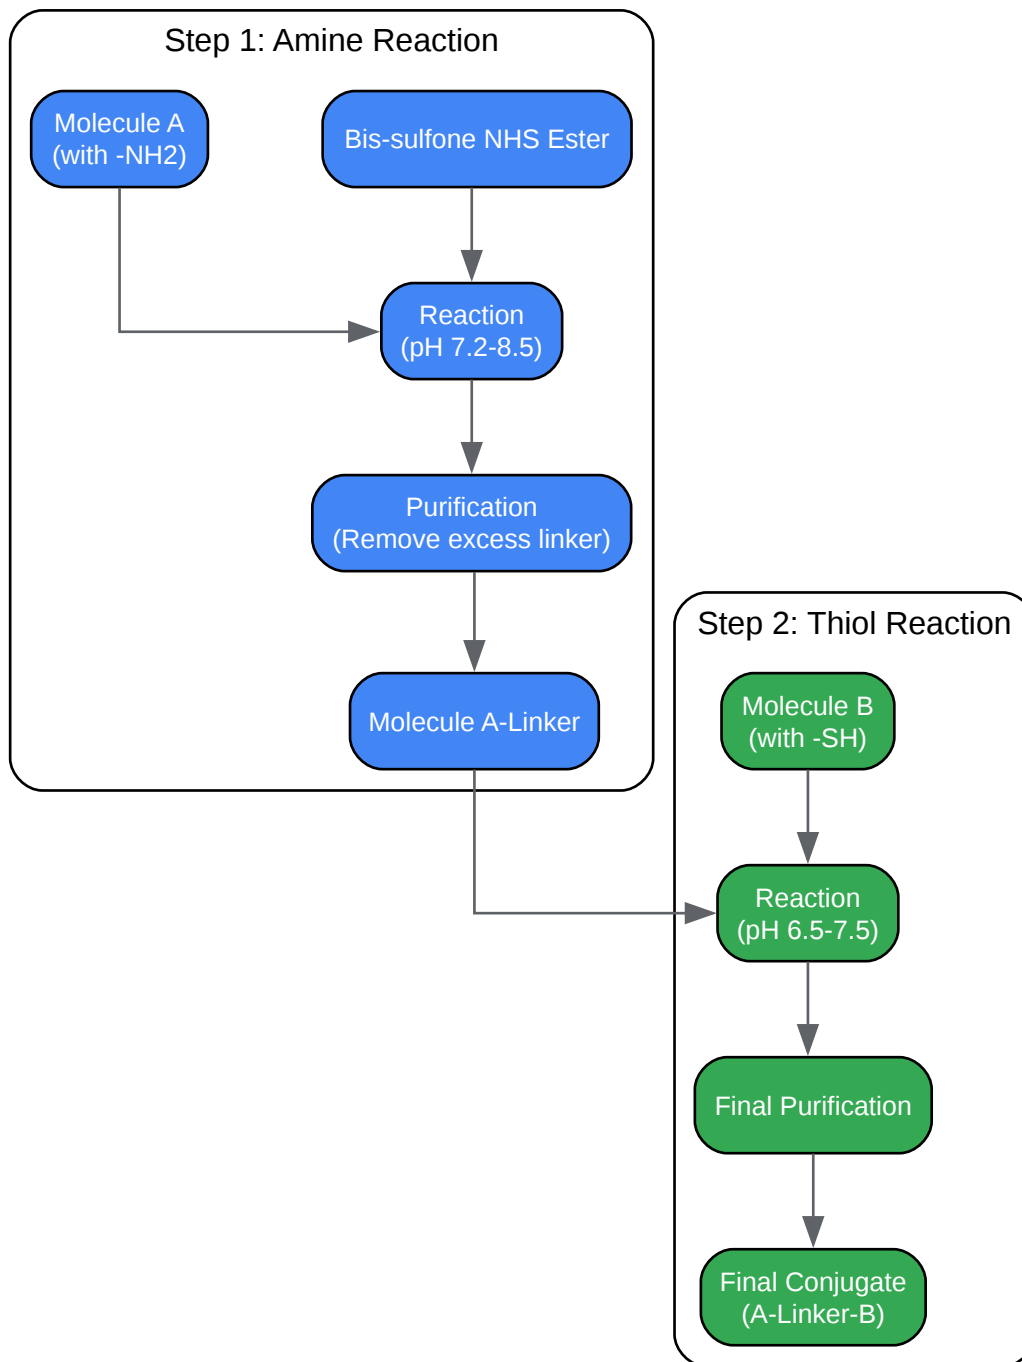 Step 1: Amine Reaction
Molecule A
(with -NH2)
Bis-sulfone NHS Ester
Reaction
(pH 7.2-8.5)
Purification
(Remove excess linker)
Molecule A-Linker
Step 2: Thiol Reaction
Molecule B
(with -SH)
Reaction
(pH 6.5-7.5)
Final Purification
Final Conjugate
(A-Linker-B)